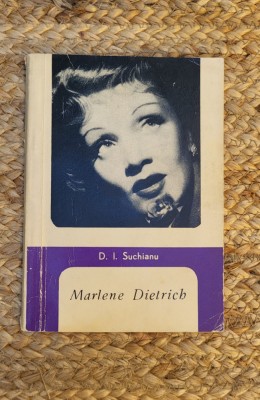 D. I. Suchianu
Marlene Dietrich